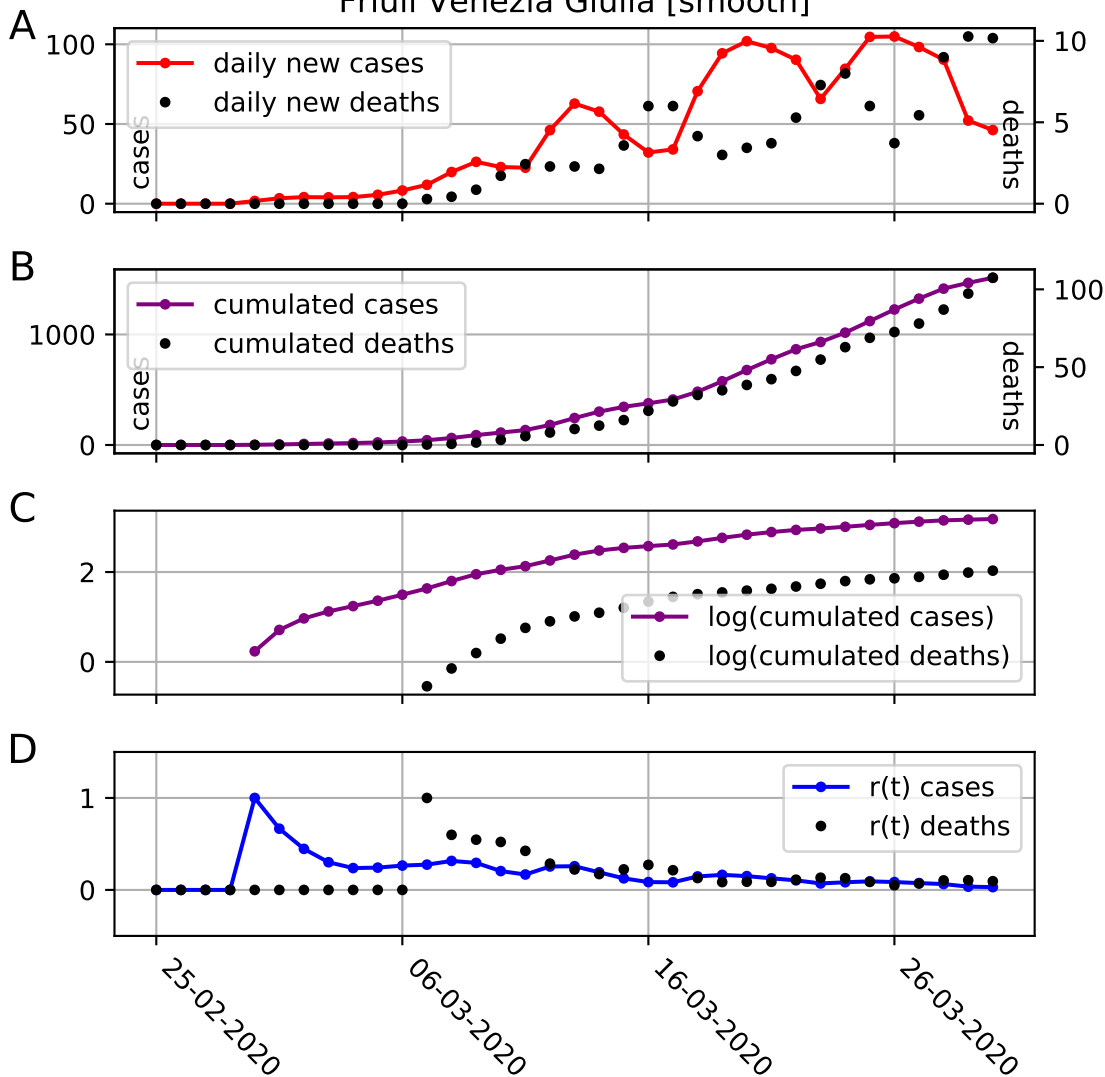 Friuli Venezia Giulia [smooth]
A
100
50
0
cases
daily new cases
daily new deaths
10
5
0
deaths
B
1000
0
cases
cumulated cases
cumulated deaths
100
50
0
deaths
C
2
0
log(cumulated cases)
log(cumulated deaths)
D
1
0
r(t) cases
r(t) deaths
25-02-2020
06-03-2020
16-03-2020
26-03-2020